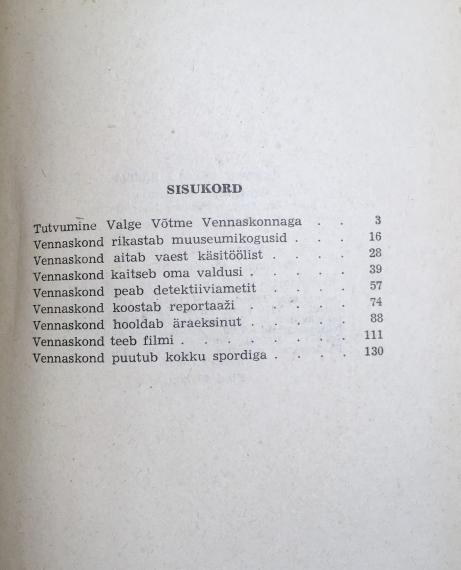 SISUKORD
Tutvumine Valge Võtme Vennaskonnaga . . 3
Vennaskond rikastab muuseumikogusid . . . 16
Vennaskond aitab vaest käsitöölist . . . . 28
Vennaskond kaitseb oma valdusi . . . . . 39
Vennaskond peab detektiiviametit . . . . 57
Vennaskond koostab reportaaži . . . . . 74
Vennaskond hooldab äraeksinut . . . . . 88
Vennaskond teeb filmi . . . . . . . . 111
Vennaskond puutub kokku spordiga . . . . 130